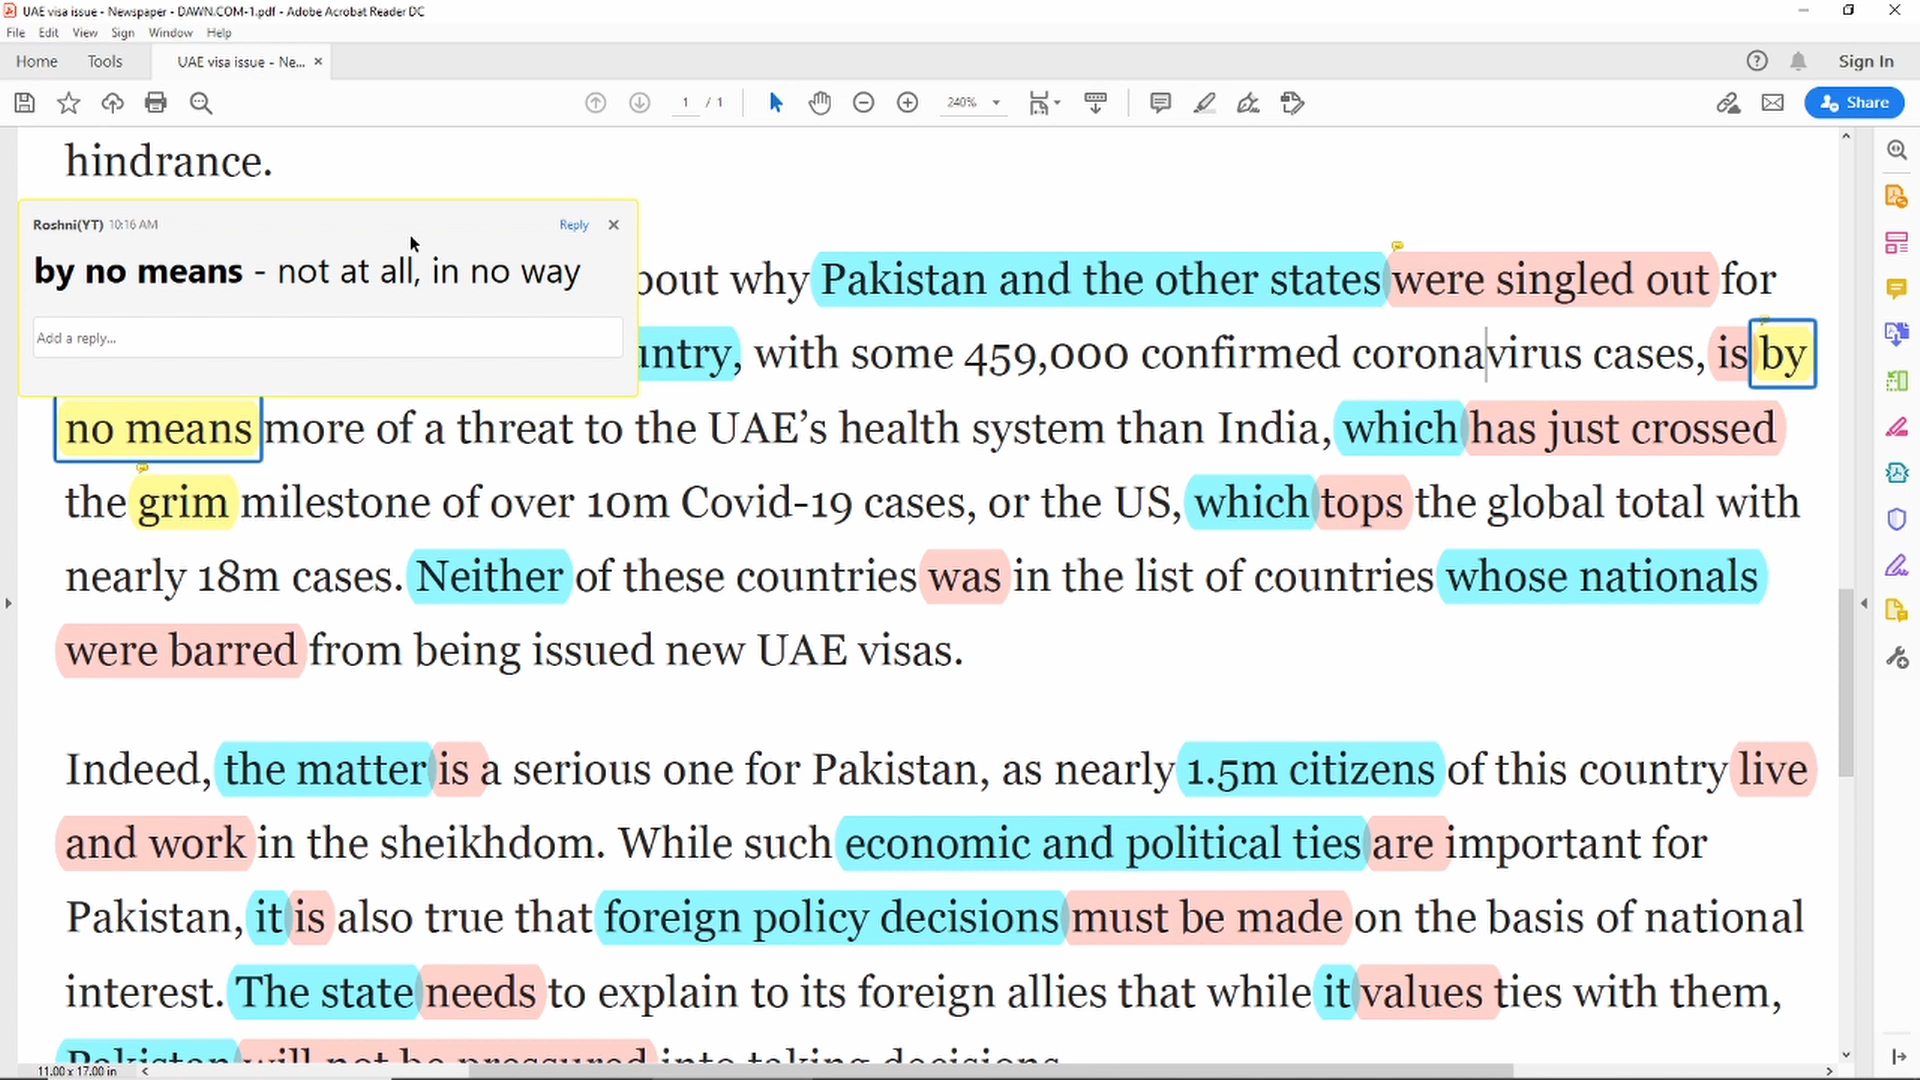 UAE visa issue - Newspaper - DAWN.COM-1.pdf - Adobe Acrobat Reader DC
File Edit View Sign Window Help
Home Tools UAE visa issue - Ne... Sign In
1 / 1 240% Share
hindrance.
Roshni(YT) 10:16 AM Reply
by no means - not at all, in no way
Add a reply...
bout why Pakistan and the other states were singled out for
untry, with some 459,000 confirmed coronavirus cases, is by
no means more of a threat to the UAE’s health system than India, which has just crossed
the grim milestone of over 10m Covid-19 cases, or the US, which tops the global total with
nearly 18m cases. Neither of these countries was in the list of countries whose nationals
were barred from being issued new UAE visas.
Indeed, the matter is a serious one for Pakistan, as nearly 1.5m citizens of this country live
and work in the sheikhdom. While such economic and political ties are important for
Pakistan, it is also true that foreign policy decisions must be made on the basis of national
interest. The state needs to explain to its foreign allies that while it values ties with them,
Pakistan will not be pressured into taking decisions
11.00 x 17.00 in